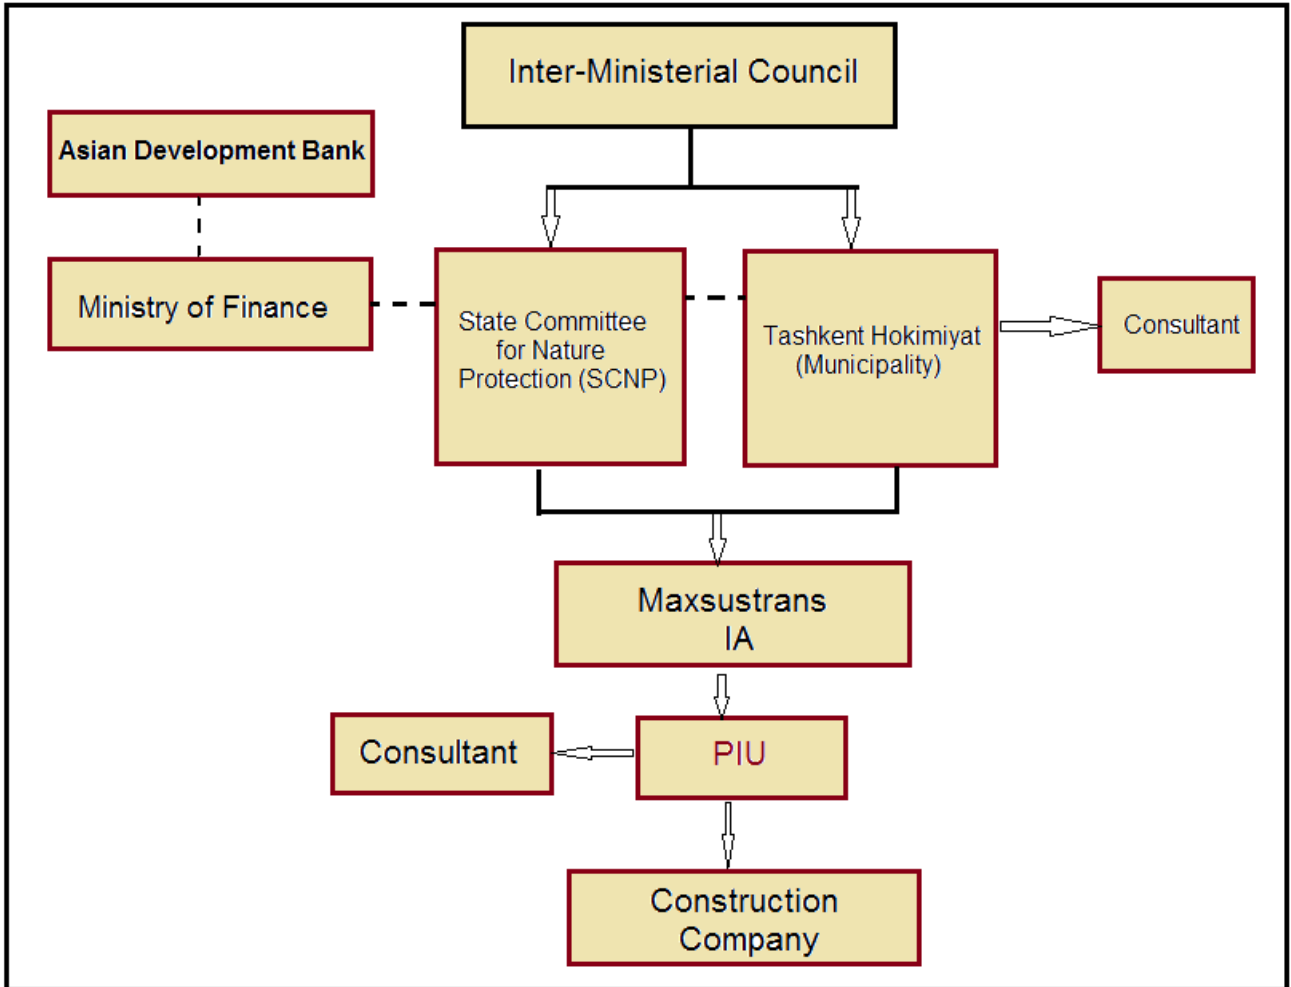 Inter-Ministerial Council
Asian Development Bank
Ministry of Finance
State Committee
for Nature
Protection (SCNP)
Tashkent Hokimiyat
(Municipality)
Consultant
Maxsustrans
IA
Consultant
PIU
Construction
Company